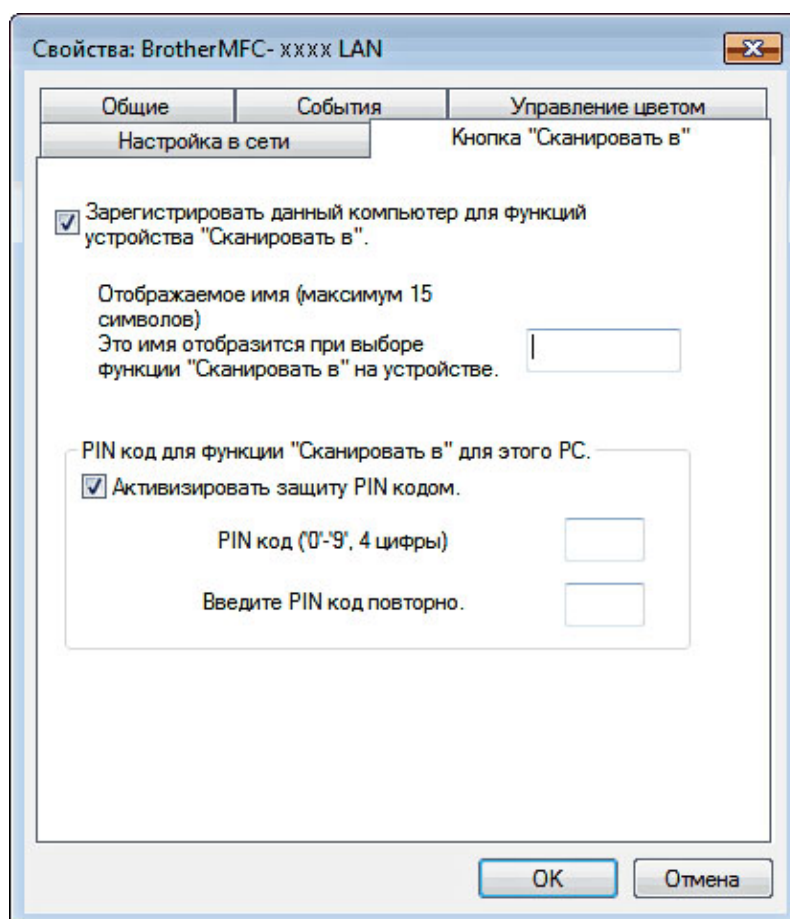 Свойства: BrotherMFC- xxxx LAN
Общие
События
Управление цветом
Настройка в сети
Кнопка "Сканировать в"
Зарегистрировать данный компьютер для функций
устройства "Сканировать в".
Отображаемое имя (максимум 15
символов)
Это имя отобразится при выборе
функции "Сканировать в" на устройстве.
PIN код для функции "Сканировать в" для этого PC.
Активизировать защиту PIN кодом.
PIN код ('0'-'9', 4 цифры)
Введите PIN код повторно.
OK
Отмена